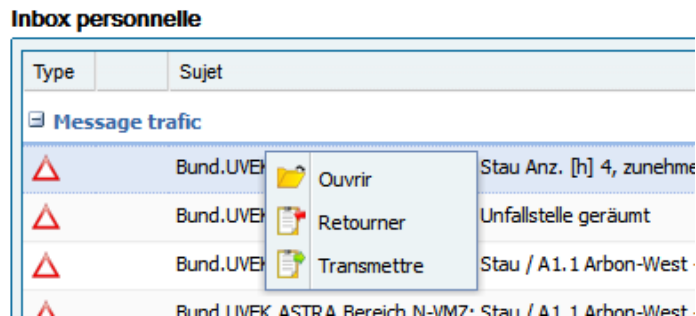 Inbox personnelle
Type Sujet
Message trafic
Bund.UVEK Stau Anz. [h] 4, zunehme
Ouvrir
Bund.UVEK Unfallstelle geräumt
Retourner
Bund.UVEK Stau / A1.1 Arbon-West -
Transmettre
Bund.UVEK ASTRA Bereich N-VMZ: Stau / A1.1 Arbon-West -